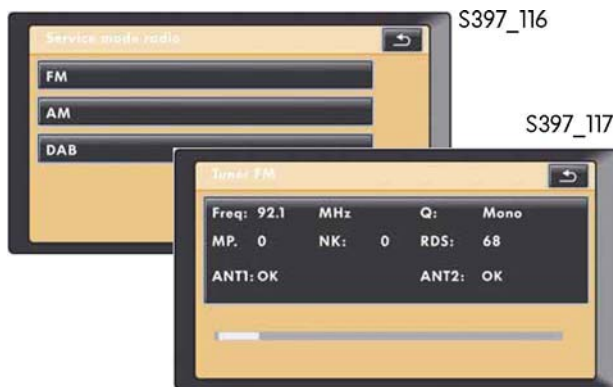 S397_116
Service mode radio
FM
AM
DAB
S397_117
Tuner FM
Freq: 92.1 MHz Q: Mono
MP. 0 NK: 0 RDS: 68
ANT1: OK ANT2: OK